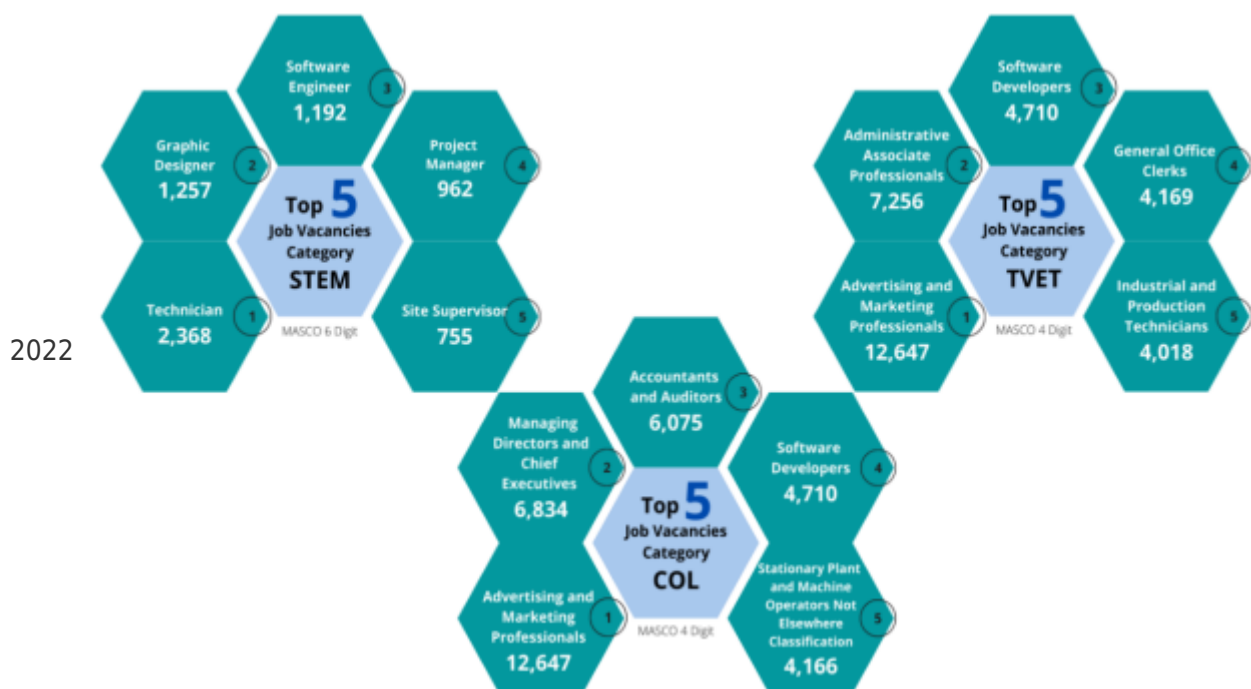 2022
Technician
2,368
1
Graphic
Designer
1,257
2
Software
Engineer
1,192
3
Project
Manager
962
4
Site Supervisor
755
5
Top 5
Job Vacancies
Category
STEM
MASCO 6 Digit
Advertising and
Marketing
Professionals
12,647
1
Administrative
Associate
Professionals
7,256
2
Software
Developers
4,710
3
General Office
Clerks
4,169
4
Industrial and
Production
Technicians
4,018
5
Top 5
Job Vacancies
Category
TVET
MASCO 4 Digit
Advertising and
Marketing
Professionals
12,647
1
Managing
Directors and
Chief
Executives
6,834
2
Accountants
and Auditors
6,075
3
Software
Developers
4,710
4
Stationary Plant
and Machine
Operators Not
Elsewhere
Classification
4,166
5
Top 5
Job Vacancies
Category
COL
MASCO 4 Digit